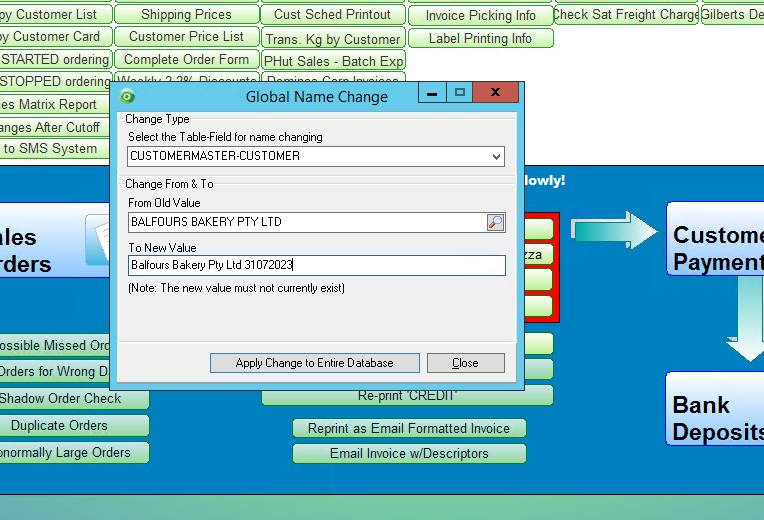 py Customer List
Shipping Prices
Cust Sched Printout
Invoice Picking Info
Check Sat Freight Charge
Gilberts De
py Customer Card
Customer Price List
Trans. Kg by Customer
Label Printing Info
STARTED ordering
Complete Order Form
PHut Sales - Batch Exp
STOPPED ordering
Weekly 2.2% Discounts
Dominos Corp Invoices
les Matrix Report
anges After Cutoff
to SMS System
Global Name Change
Change Type
Select the Table-Field for name changing
CUSTOMERMASTER-CUSTOMER
Change From & To
From Old Value
BALFOURS BAKERY PTY LTD
To New Value
Balfours Bakery Pty Ltd 31072023
(Note: The new value must not currently exist)
Apply Change to Entire Database
Close
lowly!
zza
ales
rders
Custome
Payment
Bank
Deposits
ossible Missed Ord
Orders for Wrong D
Shadow Order Check
Re-print 'CREDIT'
Duplicate Orders
Reprint as Email Formatted Invoice
bnormally Large Orders
Email Invoice w/Descriptors